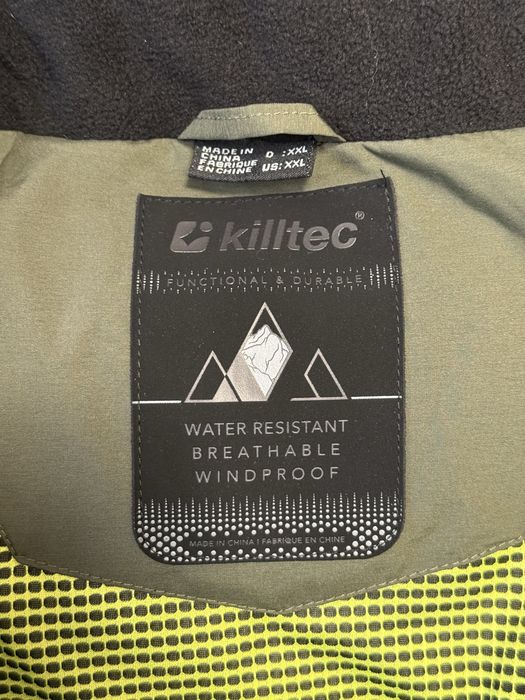 MADE IN
CHINA
FABRIQUE
EN CHINE
D :XXL
US:XXL
killtec®
FUNCTIONAL & DURABLE
WATER RESISTANT
BREATHABLE
WINDPROOF
MADE IN CHINA I FABRIQUE EN CHINE